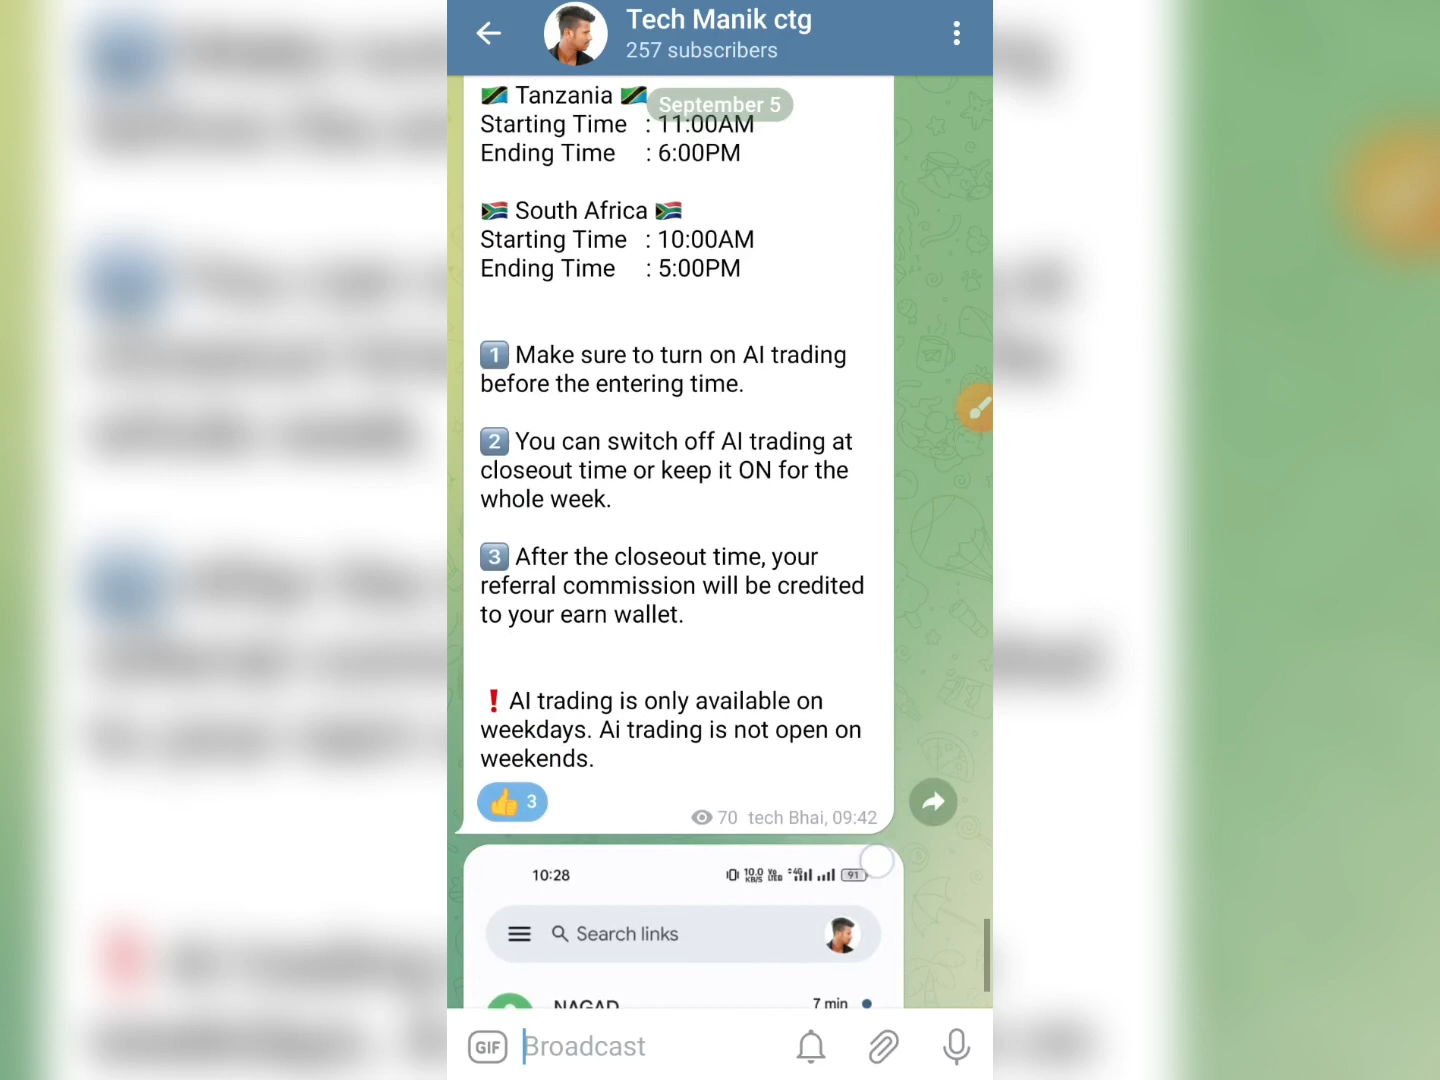 Tech Manik ctg
257 subscribers
September 5
Tanzania
Starting Time : 11:00AM
Ending Time : 6:00PM
South Africa
Starting Time : 10:00AM
Ending Time : 5:00PM
1 Make sure to turn on AI trading
before the entering time.
2 You can switch off AI trading at
closeout time or keep it ON for the
whole week.
3 After the closeout time, your
referral commission will be credited
to your earn wallet.
❗ AI trading is only available on
weekdays. Ai trading is not open on
weekends.
👍 3
70 tech Bhai, 09:42
10:28
10.0 KB/S
4G
91
Search links
NAGAD
7 min
GIF
Broadcast